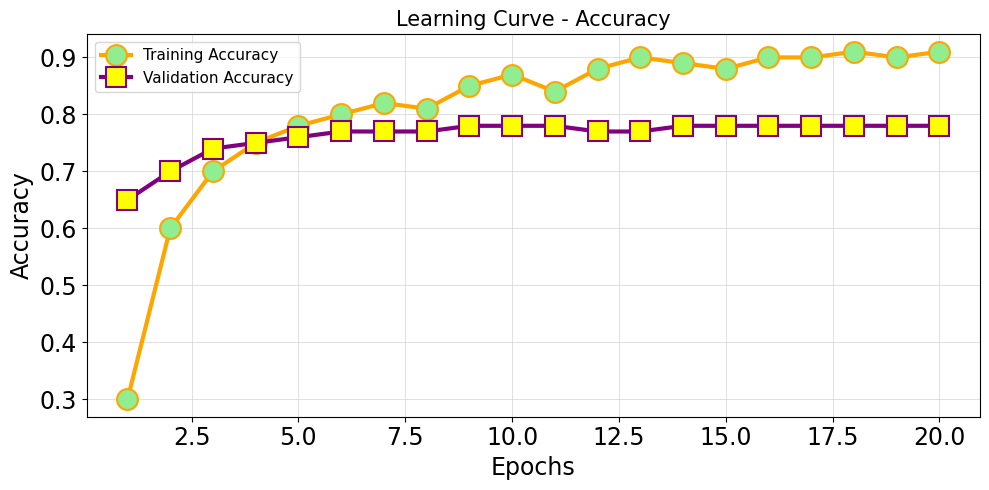 Learning Curve - Accuracy
Training Accuracy
Validation Accuracy
0.9
0.8
0.7
0.6
0.5
0.4
0.3
Accuracy
2.5 5.0 7.5 10.0 12.5 15.0 17.5 20.0
Epochs